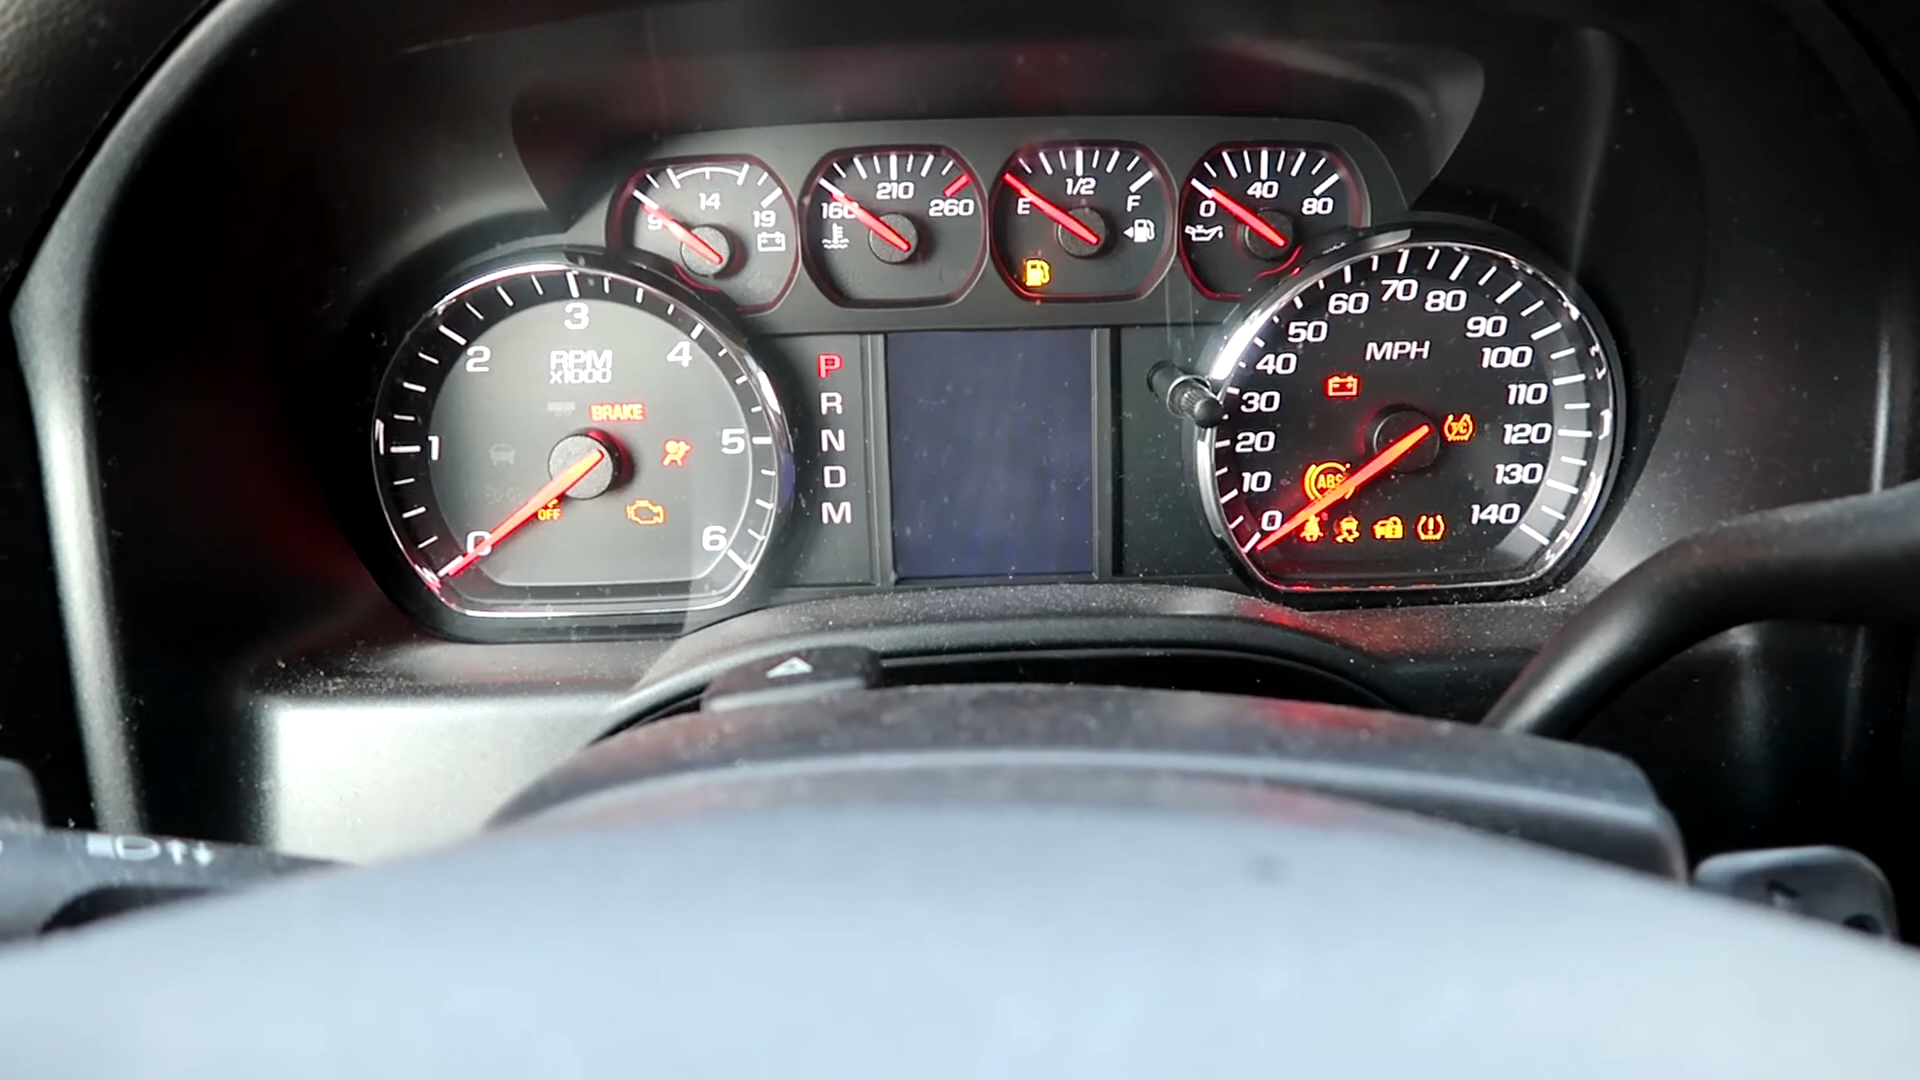 9 14 19
160 210 260
E 1/2 F
0 40 80
0 1 2 3 4 5 6
RPM
x1000
BRAKE
OFF
P
R
N
D
M
0 10 20 30 40 50 60 70 80 90 100 110 120 130 140
MPH
TC
ABS